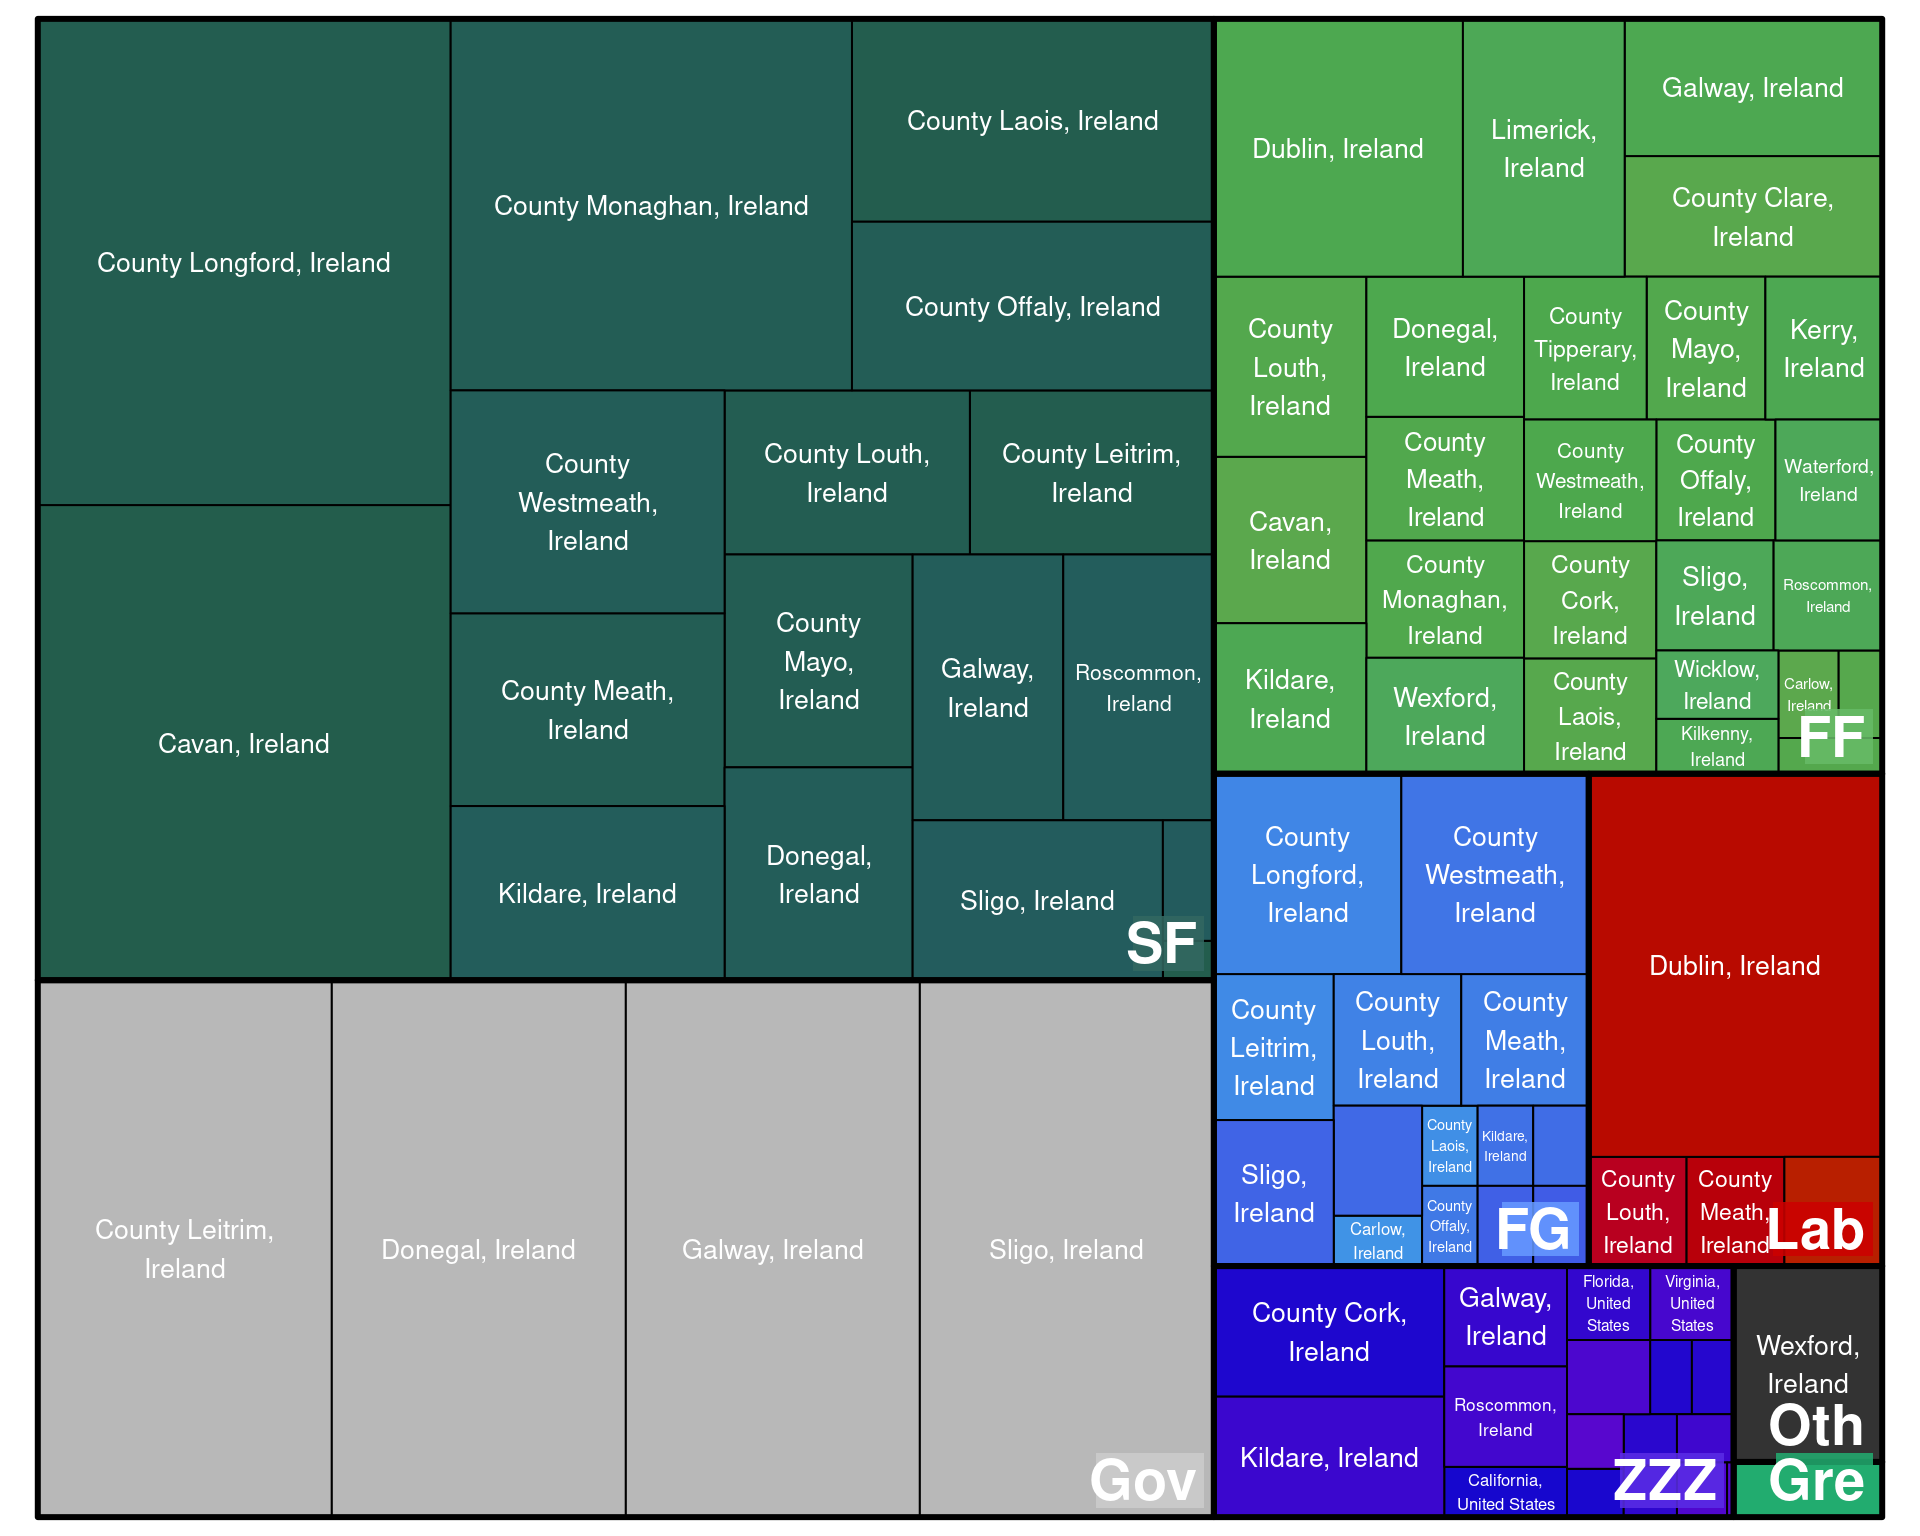 County Longford, Ireland
Cavan, Ireland
County Monaghan, Ireland
County Laois, Ireland
County Offaly, Ireland
County
Westmeath,
Ireland
County Meath,
Ireland
Kildare, Ireland
County Louth,
Ireland
County Leitrim,
Ireland
County
Mayo,
Ireland
Donegal,
Ireland
Galway,
Ireland
Roscommon,
Ireland
Sligo, Ireland
SF
County Leitrim,
Ireland
Donegal, Ireland
Galway, Ireland
Sligo, Ireland
Gov
Dublin, Ireland
Limerick,
Ireland
Galway, Ireland
County Clare,
Ireland
County
Louth,
Ireland
Cavan,
Ireland
Kildare,
Ireland
Donegal,
Ireland
County
Meath,
Ireland
County
Monaghan,
Ireland
Wexford,
Ireland
County
Tipperary,
Ireland
County
Mayo,
Ireland
Kerry,
Ireland
County
Westmeath,
Ireland
County
Offaly,
Ireland
Waterford,
Ireland
County
Cork,
Ireland
County
Laois,
Ireland
Sligo,
Ireland
Roscommon,
Ireland
Wicklow,
Ireland
Kilkenny,
Ireland
Carlow,
Ireland
FF
County
Longford,
Ireland
County
Westmeath,
Ireland
County
Leitrim,
Ireland
Sligo,
Ireland
County
Louth,
Ireland
County
Meath,
Ireland
Carlow,
Ireland
County
Laois,
Ireland
Kildare,
Ireland
County
Offaly,
Ireland
FG
Dublin, Ireland
County
Louth,
Ireland
County
Meath,
Ireland
Lab
County Cork,
Ireland
Kildare, Ireland
Galway,
Ireland
Roscommon,
Ireland
California,
United States
Florida,
United
States
Virginia,
United
States
ZZZ
Wexford,
Ireland
Oth
Gre